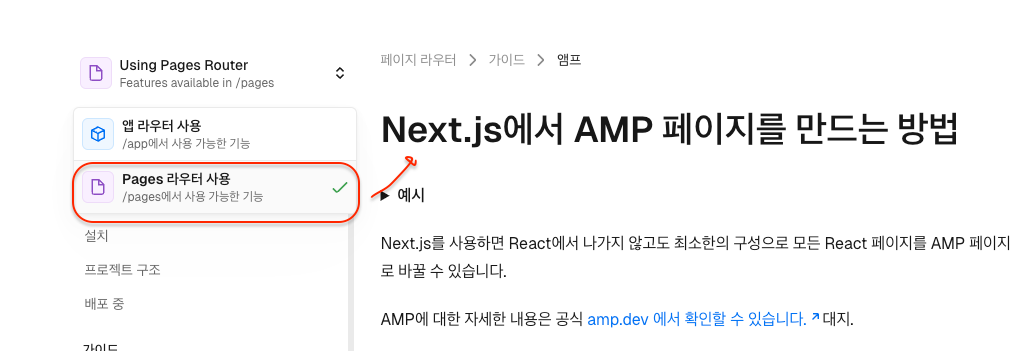 Using Pages Router
Features available in /pages
앱 라우터 사용
/app에서 사용 가능한 기능
Pages 라우터 사용
/pages에서 사용 가능한 기능
설치
프로젝트 구조
배포 중
가이드
페이지 라우터 > 가이드 > 앰프
Next.js에서 AMP 페이지를 만드는 방법
▶ 예시
Next.js를 사용하면 React에서 나가지 않고도 최소한의 구성으로 모든 React 페이지를 AMP 페이지
로 바꿀 수 있습니다.
AMP에 대한 자세한 내용은 공식 amp.dev 에서 확인할 수 있습니다. ↗ 대지.